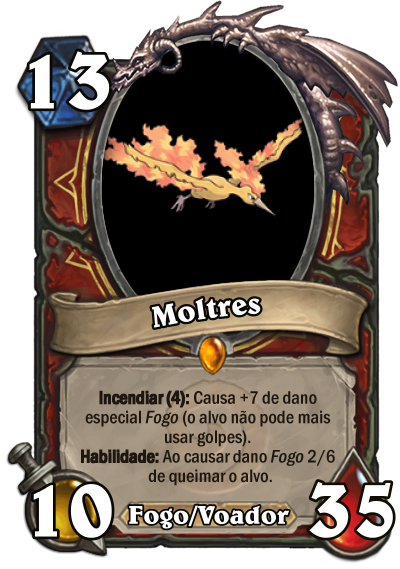 13
Moltres
Incendiar (4): Causa +7 de dano
especial Fogo (o alvo não pode mais
usar golpes).
Habilidade: Ao causar dano Fogo 2/6
de queimar o alvo.
10
Fogo/Voador
35